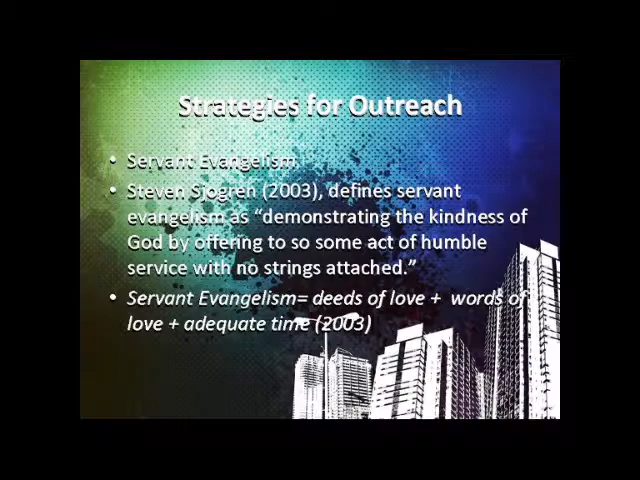 Strategies for Outreach
• Servant Evangelism
• Steven Sjogren (2003), defines servant
evangelism as “demonstrating the kindness of
God by offering to so some act of humble
service with no strings attached.”
• Servant Evangelism= deeds of love + words of
love + adequate time (2003)